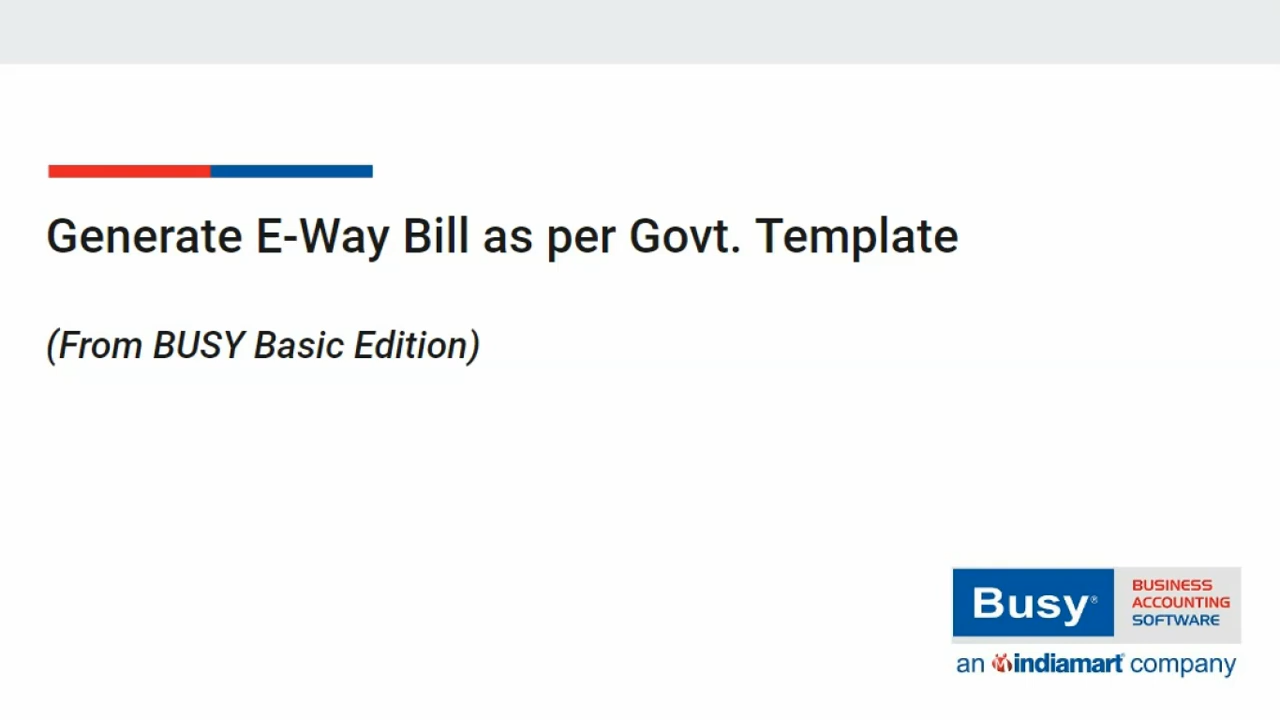 Generate E-Way Bill as per Govt. Template
(From BUSY Basic Edition)
Busy®
BUSINESS
ACCOUNTING
SOFTWARE
an indiamart company